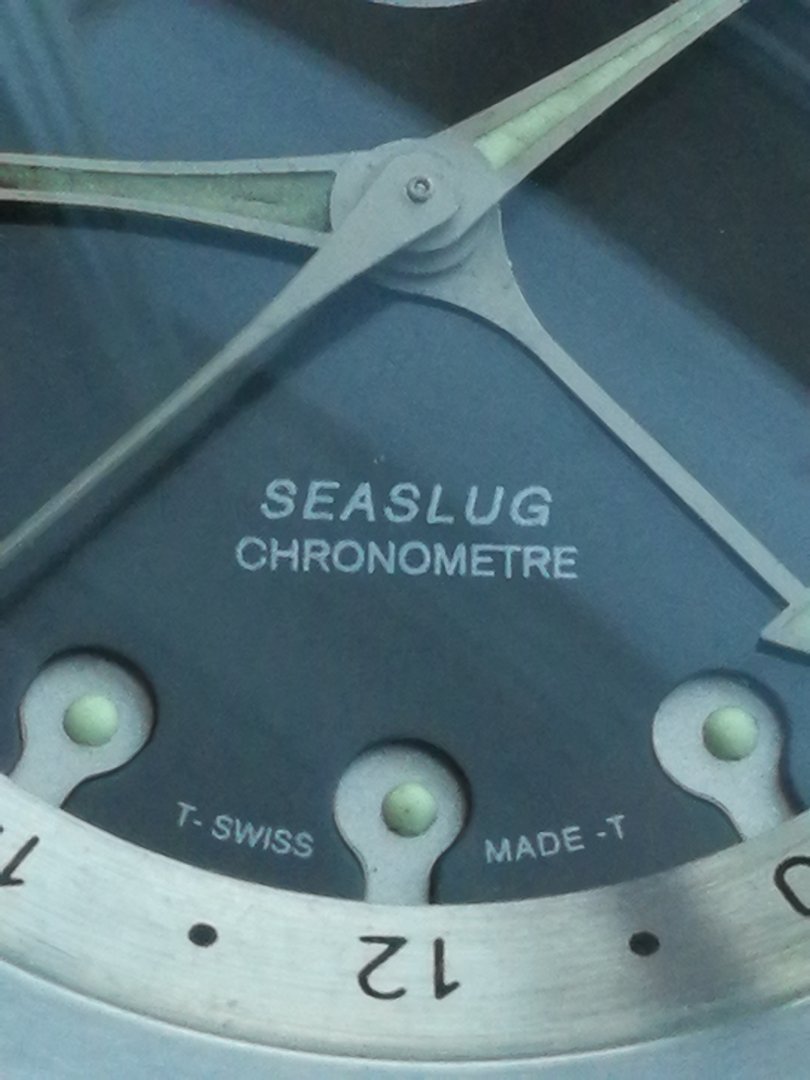 SEASLUG
CHRONOMETRE
T- SWISS MADE -T
12